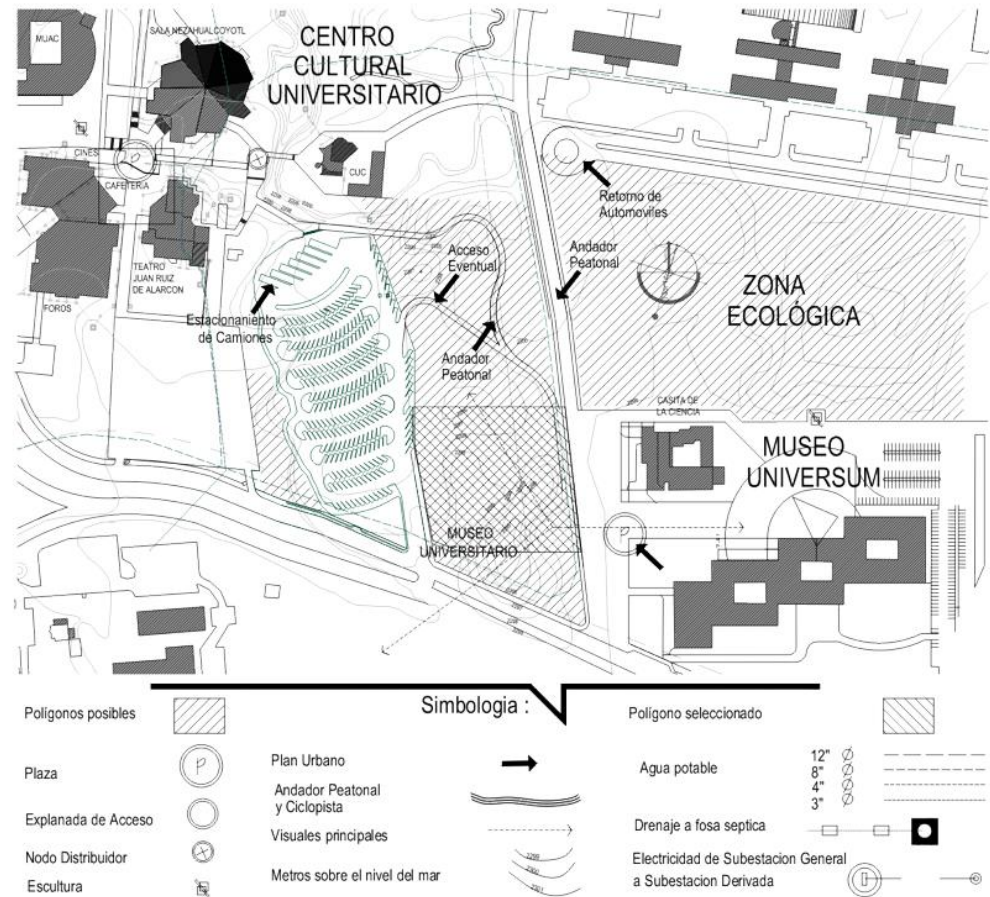 MUAC
SALA NEZAHUALCOYOTL
CENTRO
CULTURAL
UNIVERSITARIO
CINES
CAFETERIA
CUC
TEATRO
JUAN RUIZ
DE ALARCON
FOROS
Estacionamiento
de Camiones
Acceso
Eventual
Andador
Peatonal
Retorno de
Automoviles
Andador
Peatonal
ZONA
ECOLÓGICA
CASITA DE
LA CIENCIA
MUSEO
UNIVERSUM
MUSEO
UNIVERSITARIO
Simbologia :
Polígonos posibles
Plaza
Explanada de Acceso
Nodo Distribuidor
Escultura
Plan Urbano
Andador Peatonal
y Ciclopista
Visuales principales
Metros sobre el nivel del mar
2299
2300
2301
Polígono seleccionado
Agua potable
12"
8"
4"
3"
Drenaje a fosa septica
Electricidad de Subestacion General
a Subestacion Derivada